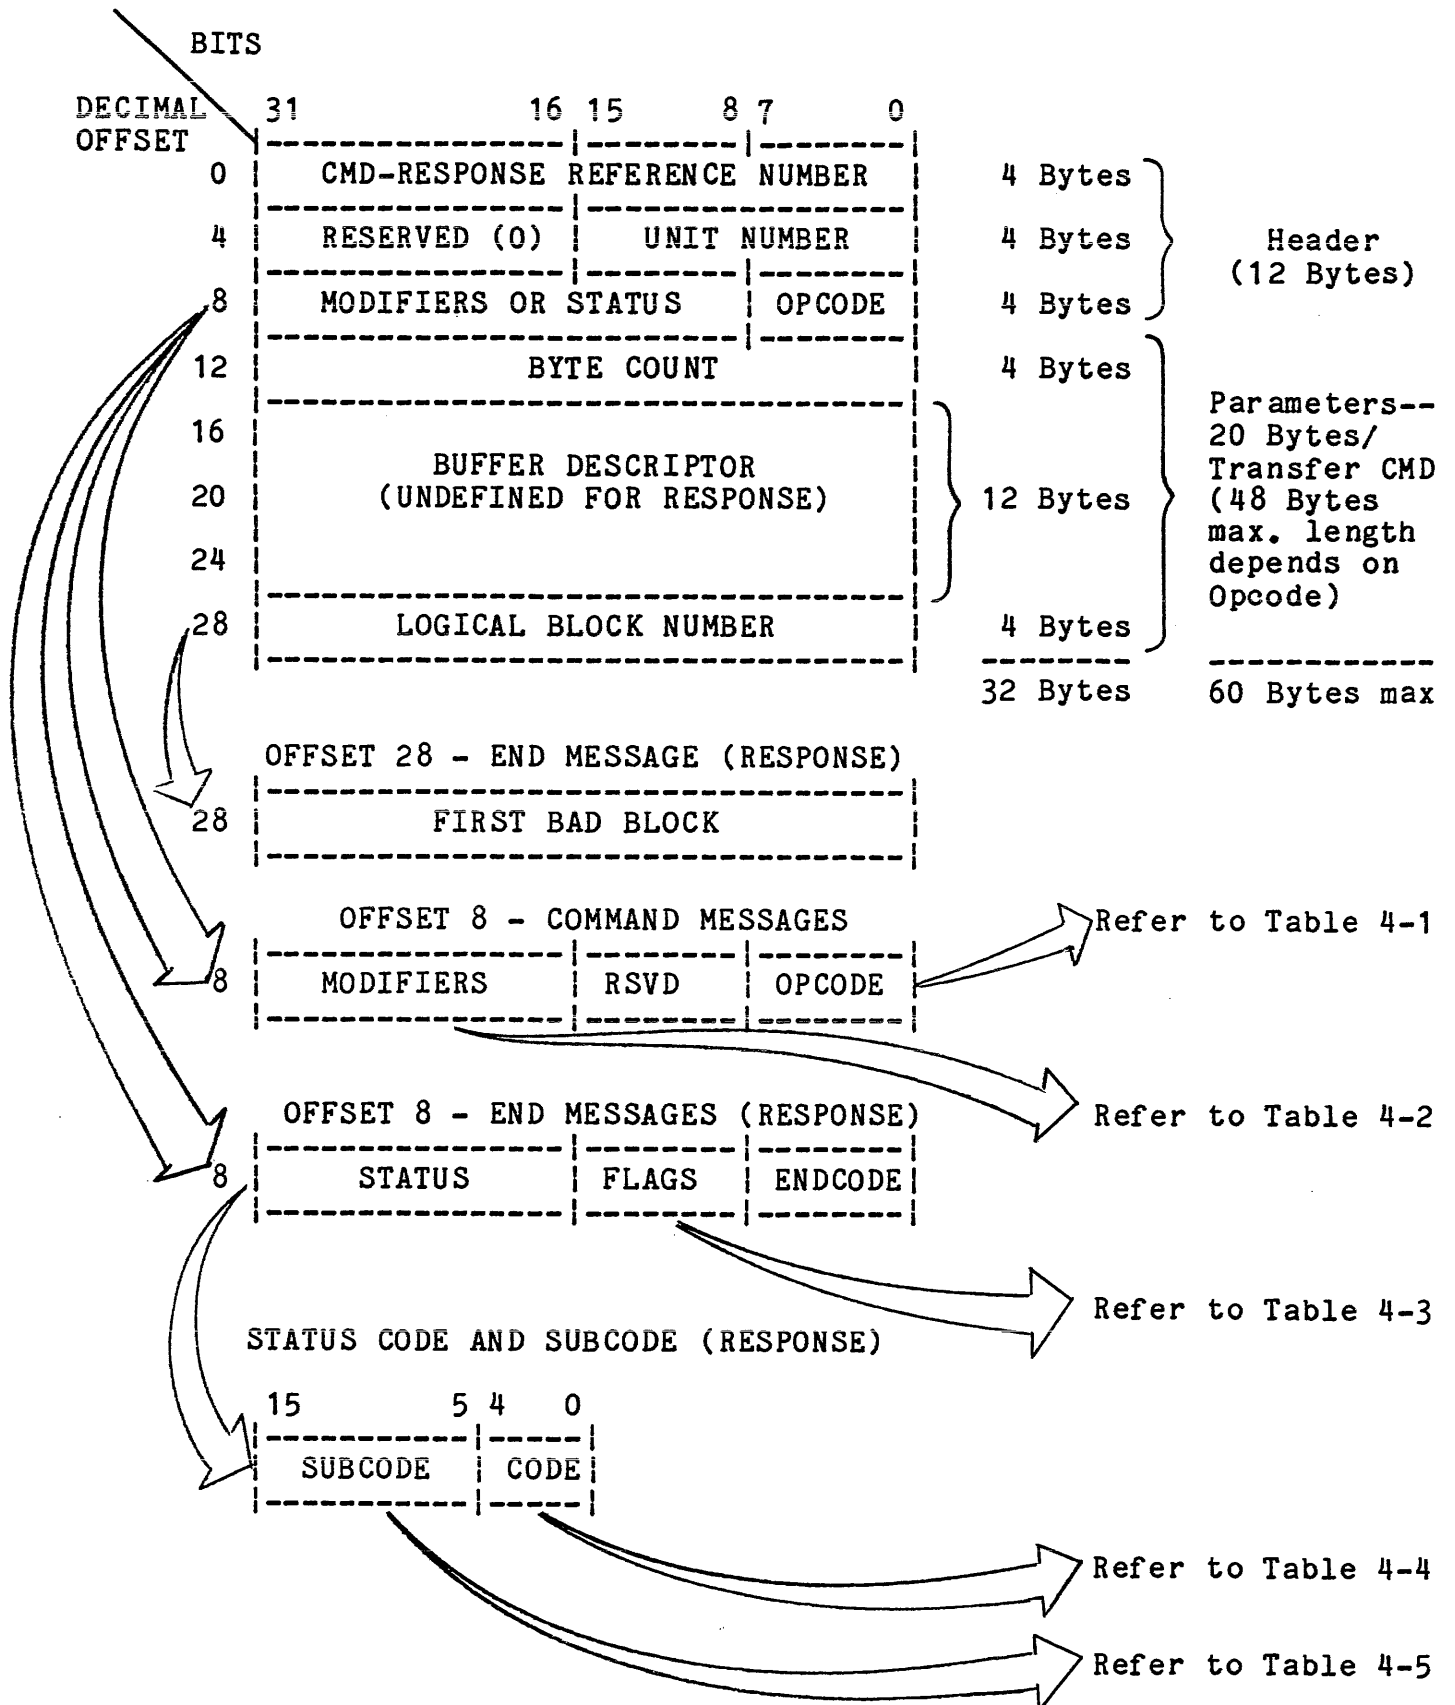 BITS
DECIMAL OFFSET 31 16 15 8 7 0
0 CMD-RESPONSE REFERENCE NUMBER 4 Bytes
4 RESERVED (0) UNIT NUMBER 4 Bytes
Header
(12 Bytes)
8 MODIFIERS OR STATUS OPCODE 4 Bytes
12 BYTE COUNT 4 Bytes
16
BUFFER DESCRIPTOR
20 (UNDEFINED FOR RESPONSE) 12 Bytes
24
Parameters--
20 Bytes/
Transfer CMD
(48 Bytes
max. length
depends on
Opcode)
28 LOGICAL BLOCK NUMBER 4 Bytes
32 Bytes 60 Bytes max
OFFSET 28 - END MESSAGE (RESPONSE)
28 FIRST BAD BLOCK
OFFSET 8 - COMMAND MESSAGES
Refer to Table 4-1
8 MODIFIERS RSVD OPCODE
Refer to Table 4-2
OFFSET 8 - END MESSAGES (RESPONSE)
8 STATUS FLAGS ENDCODE
Refer to Table 4-3
STATUS CODE AND SUBCODE (RESPONSE)
15 5 4 0
SUBCODE CODE
Refer to Table 4-4
Refer to Table 4-5